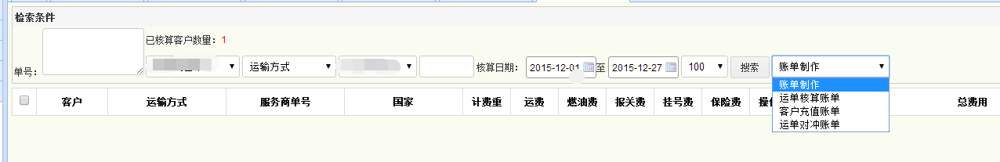 检索条件
单号：
已核算客户数量：1
运输方式
核算日期：
2015-12-01
至
2015-12-27
100
搜索
账单制作
账单制作
运单核算账单
客户充值账单
运单对冲账单
客户 运输方式 服务商单号 国家 计费重 运费 燃油费 报关费 挂号费 保险费 总费用